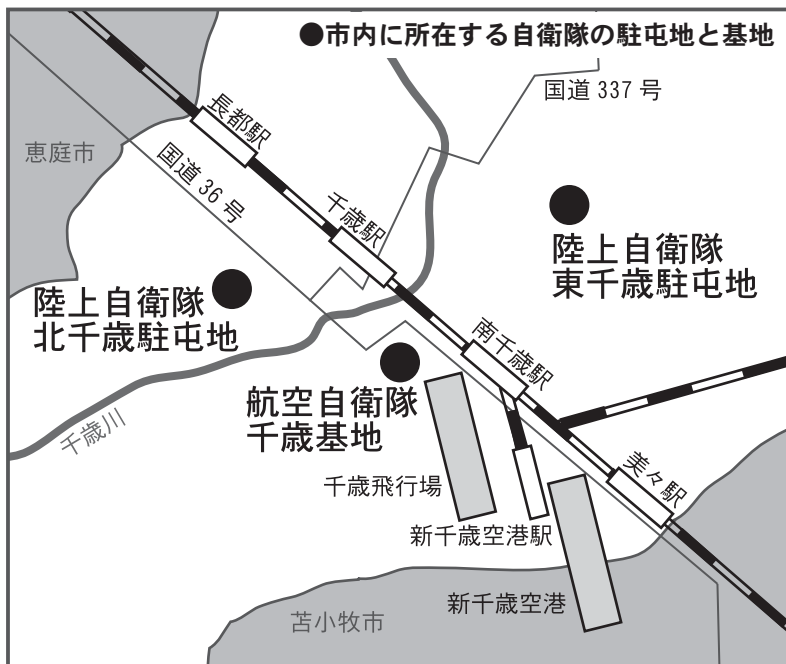 ●市内に所在する自衛隊の駐屯地と基地
国道 337 号
長都駅
恵庭市
国道 36 号
千歳駅
陸上自衛隊
東千歳駐屯地
陸上自衛隊
北千歳駐屯地
南千歳駅
航空自衛隊
千歳基地
千歳川
美々駅
千歳飛行場
新千歳空港駅
新千歳空港
苫小牧市